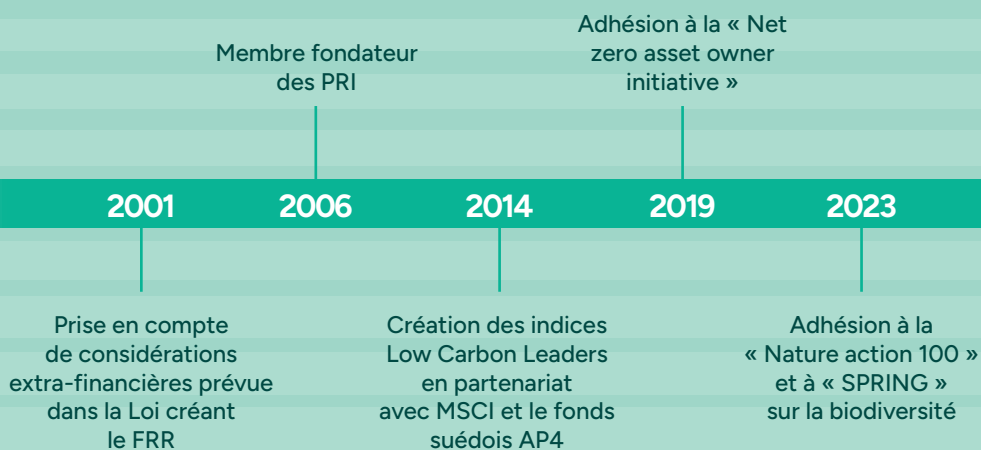 Membre fondateur
des PRI
Adhésion à la « Net
zero asset owner
initiative »
2001 2006 2014 2019 2023
Prise en compte
de considérations
extra-financières prévue
dans la Loi créant
le FRR
Création des indices
Low Carbon Leaders
en partenariat
avec MSCI et le fonds
suédois AP4
Adhésion à la
« Nature action 100 »
et à « SPRING »
sur la biodiversité